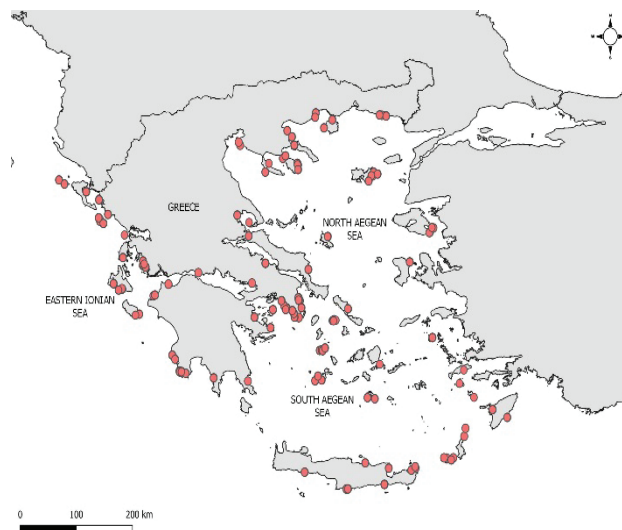 GREECE
NORTH AEGEAN
SEA
EASTERN IONIAN
SEA
SOUTH AEGEAN
SEA
0 100 200 km